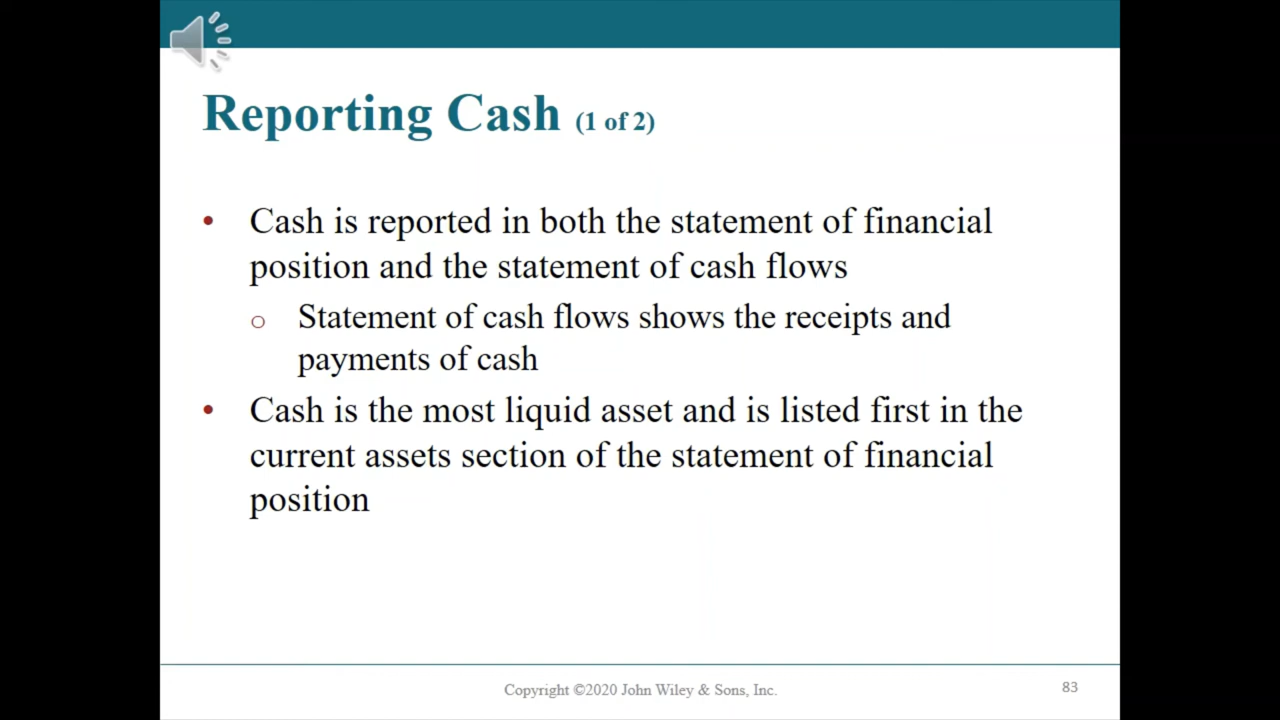 Reporting Cash (1 of 2)
• Cash is reported in both the statement of financial
position and the statement of cash flows
o Statement of cash flows shows the receipts and
payments of cash
• Cash is the most liquid asset and is listed first in the
current assets section of the statement of financial
position
Copyright ©2020 John Wiley & Sons, Inc.
83